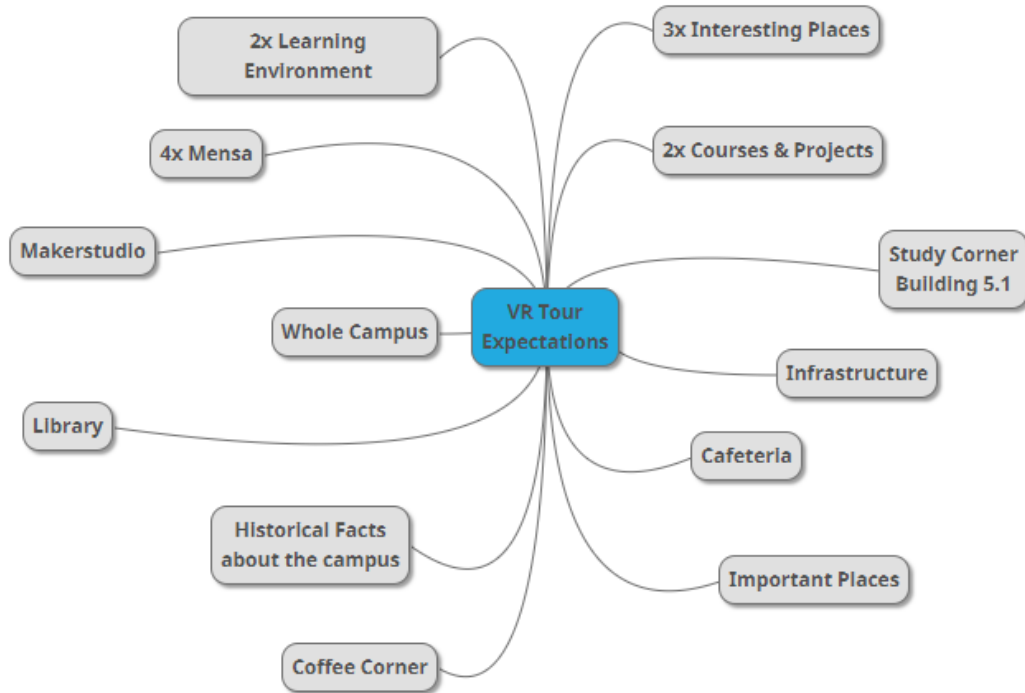 2x Learning
Environment
3x Interesting Places
4x Mensa
2x Courses & Projects
Makerstudio
Study Corner
Building 5.1
Whole Campus
VR Tour
Expectations
Infrastructure
Library
Cafeteria
Historical Facts
about the campus
Important Places
Coffee Corner